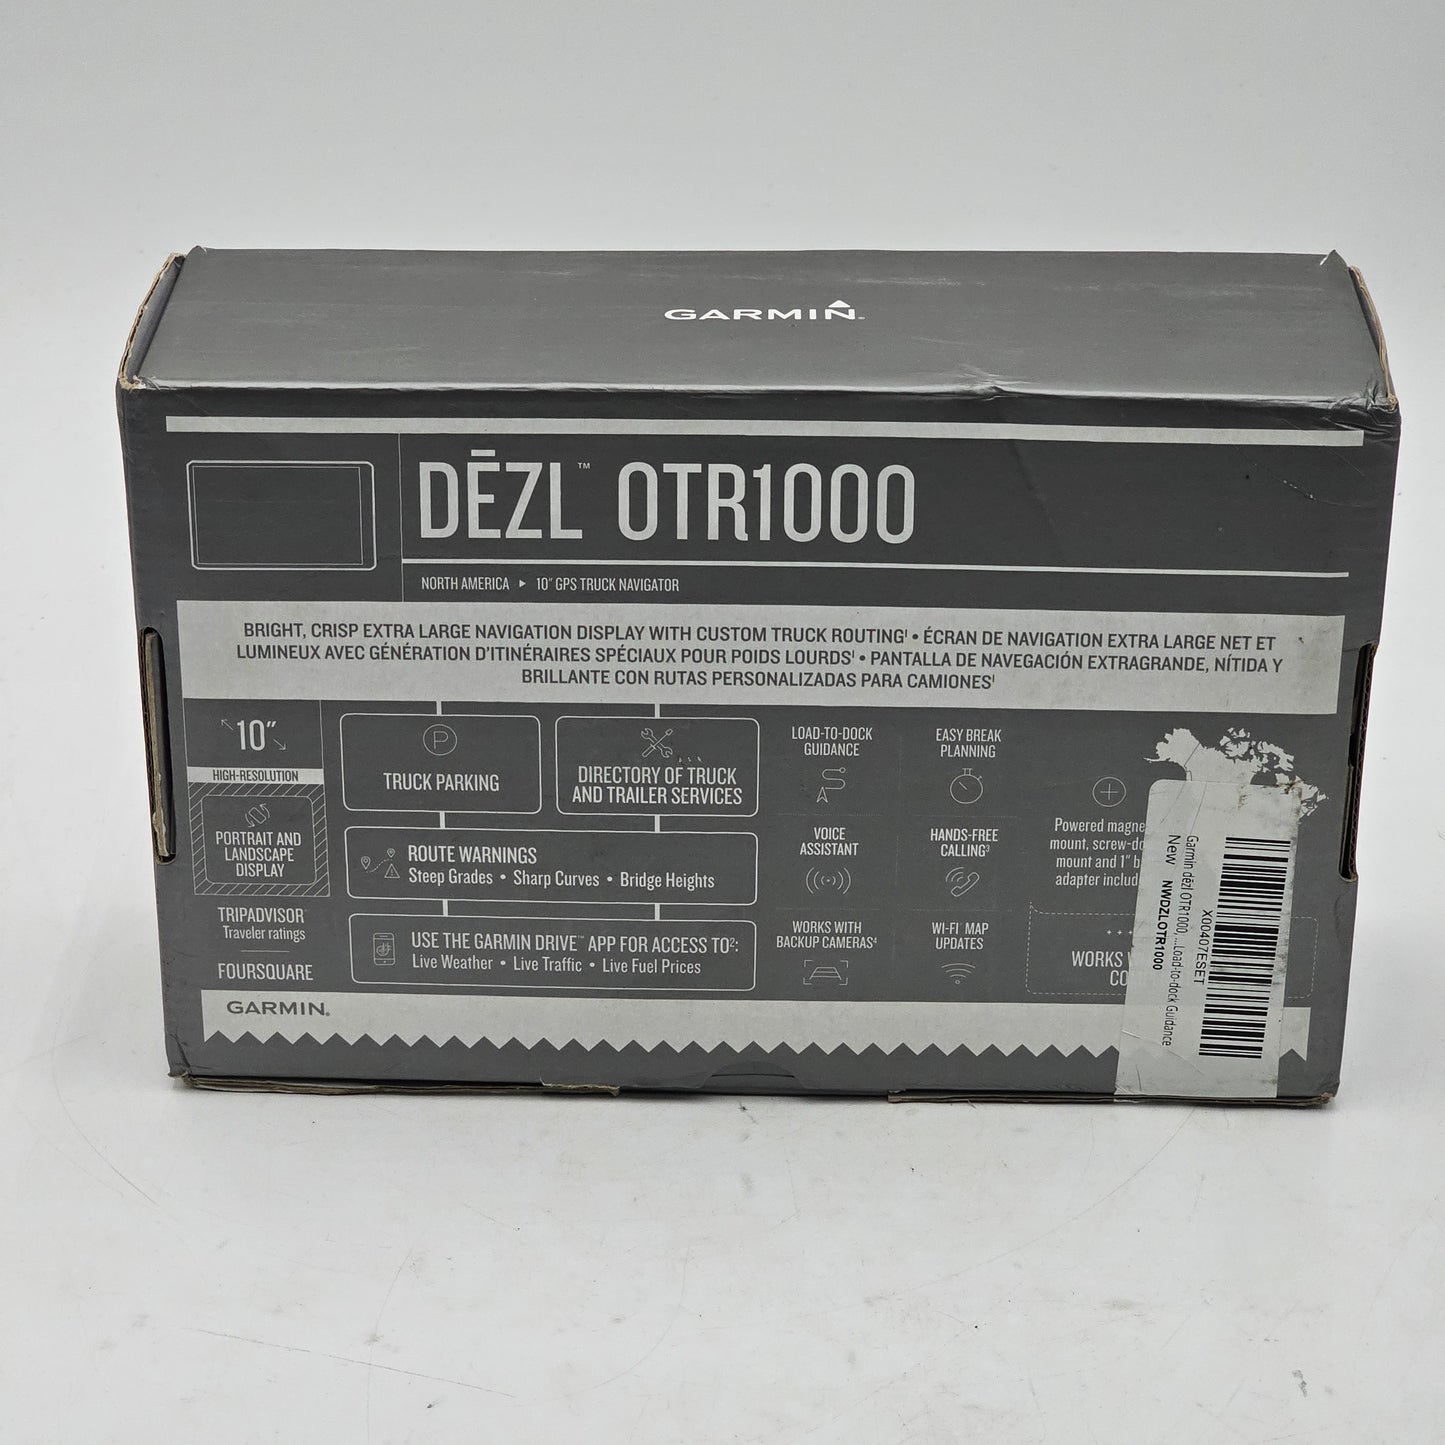 GARMIN
DĒZL™ OTR1000
NORTH AMERICA ▸ 10" GPS TRUCK NAVIGATOR
BRIGHT, CRISP EXTRA LARGE NAVIGATION DISPLAY WITH CUSTOM TRUCK ROUTING¹ • ÉCRAN DE NAVIGATION EXTRA LARGE NET ET
LUMINEUX AVEC GÉNÉRATION D'ITINÉRAIRES SPÉCIAUX POUR POIDS LOURDS¹ • PANTALLA DE NAVEGACIÓN EXTRAGRANDE, NÍTIDA Y
BRILLANTE CON RUTAS PERSONALIZADAS PARA CAMIONES¹
10"
HIGH-RESOLUTION
PORTRAIT AND
LANDSCAPE
DISPLAY
TRIPADVISOR
Traveler ratings
FOURSQUARE
P
TRUCK PARKING
DIRECTORY OF TRUCK
AND TRAILER SERVICES
ROUTE WARNINGS
Steep Grades • Sharp Curves • Bridge Heights
USE THE GARMIN DRIVE™ APP FOR ACCESS TO²:
Live Weather • Live Traffic • Live Fuel Prices
LOAD-TO-DOCK
GUIDANCE
EASY BREAK
PLANNING
VOICE
ASSISTANT
HANDS-FREE
CALLING³
WORKS WITH
BACKUP CAMERAS⁴
WI-FI MAP
UPDATES
Powered magne
mount, screw-do
mount and 1" b
adapter includ
WORKS
CO
GARMIN
X00407ESET
Garmin dēzl OTR1000, ...Load-to-dock Guidance
New
NWDZLOTR1000